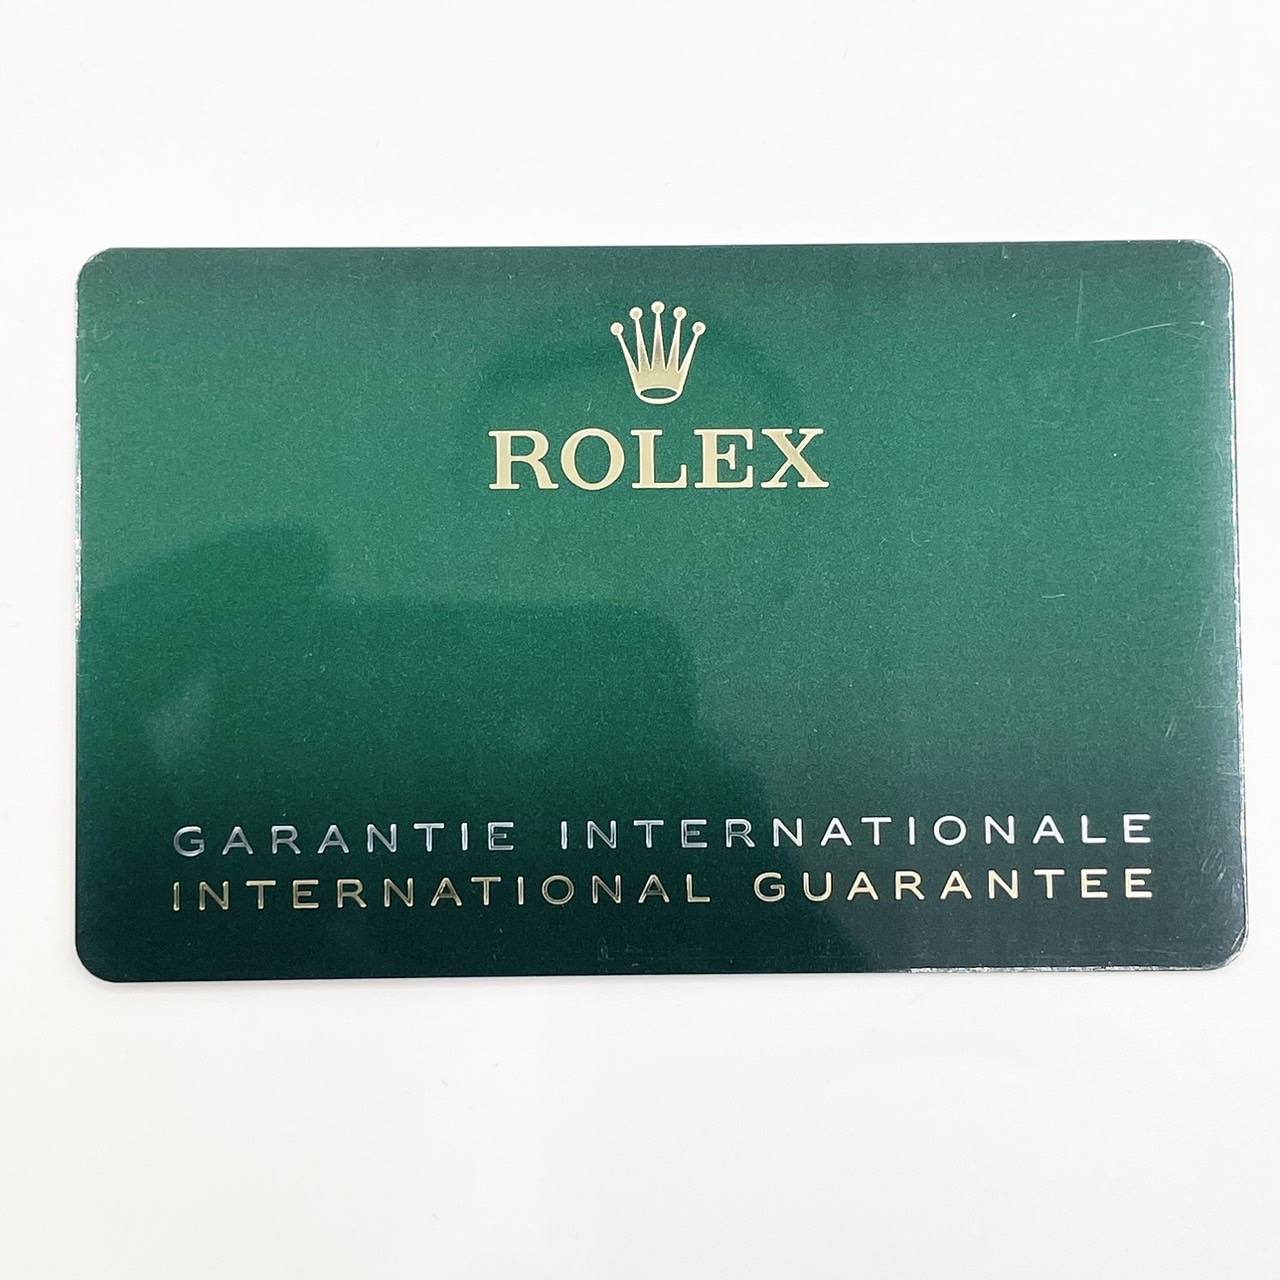 ROLEX
GARANTIE INTERNATIONALE
INTERNATIONAL GUARANTEE